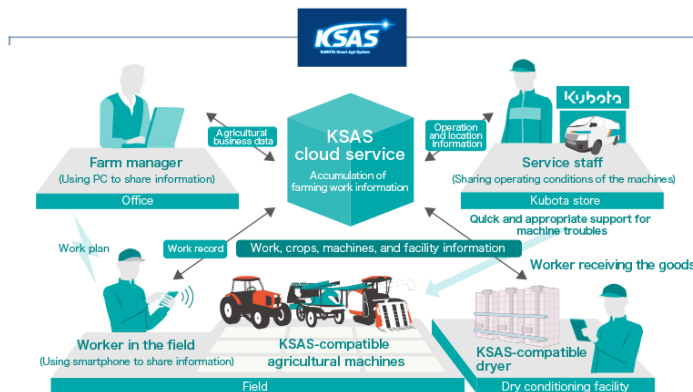 KSAS
KUBOTA Smart Agri System
Kubota
Agricultural
business data
KSAS
cloud service
Accumulation of
farming work information
Operation
and location
information
Farm manager
(Using PC to share information)
Office
Service staff
(Sharing operating conditions of the machines)
Kubota store
Quick and appropriate support for
machine troubles
Work plan
Work record
Work, crops, machines, and facility information
Worker receiving the goods
Worker in the field
(Using smartphone to share information)
KSAS-compatible
agricultural machines
KSAS-compatible
dryer
Field
Dry conditioning facility